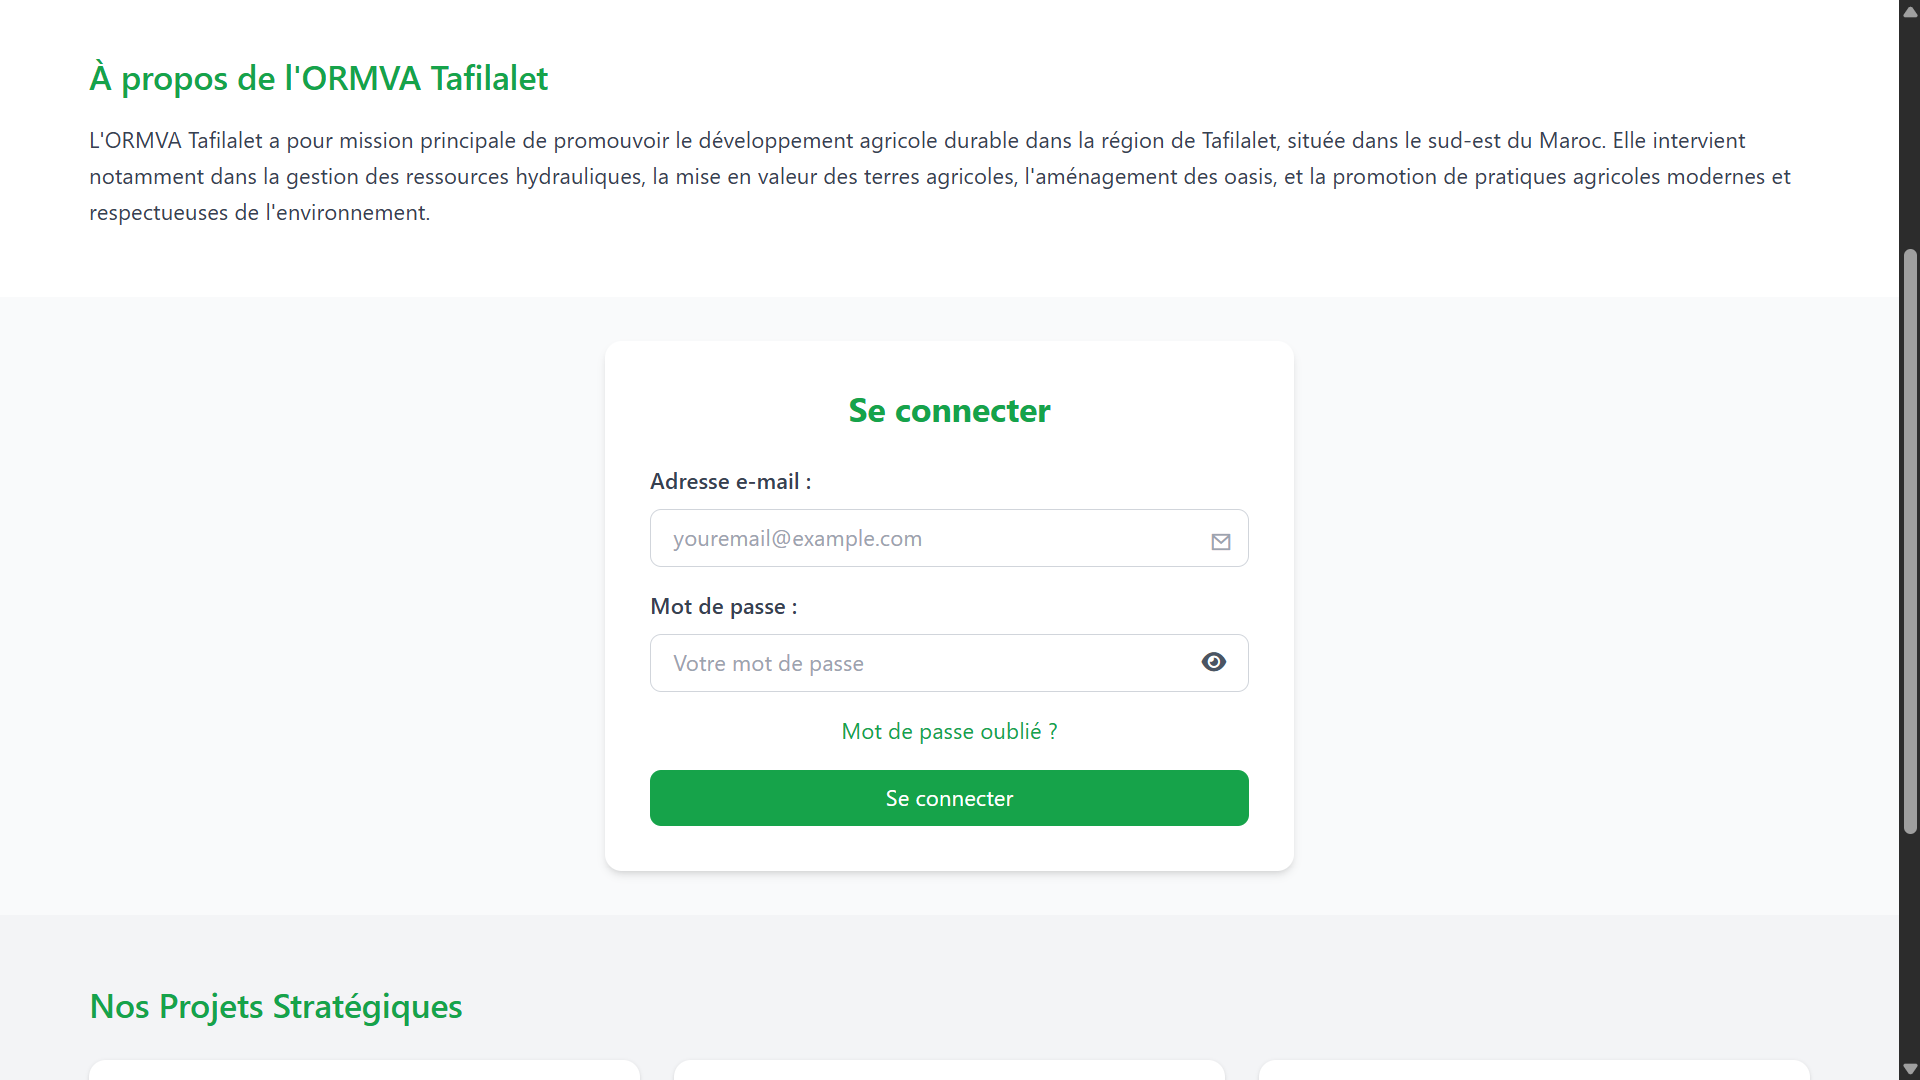 À propos de l'ORMVA Tafilalet
L'ORMVA Tafilalet a pour mission principale de promouvoir le développement agricole durable dans la région de Tafilalet, située dans le sud-est du Maroc. Elle intervient
notamment dans la gestion des ressources hydrauliques, la mise en valeur des terres agricoles, l'aménagement des oasis, et la promotion de pratiques agricoles modernes et
respectueuses de l'environnement.
Se connecter
Adresse e-mail :
youremail@example.com
Mot de passe :
Votre mot de passe
Mot de passe oublié ?
Se connecter
Nos Projets Stratégiques